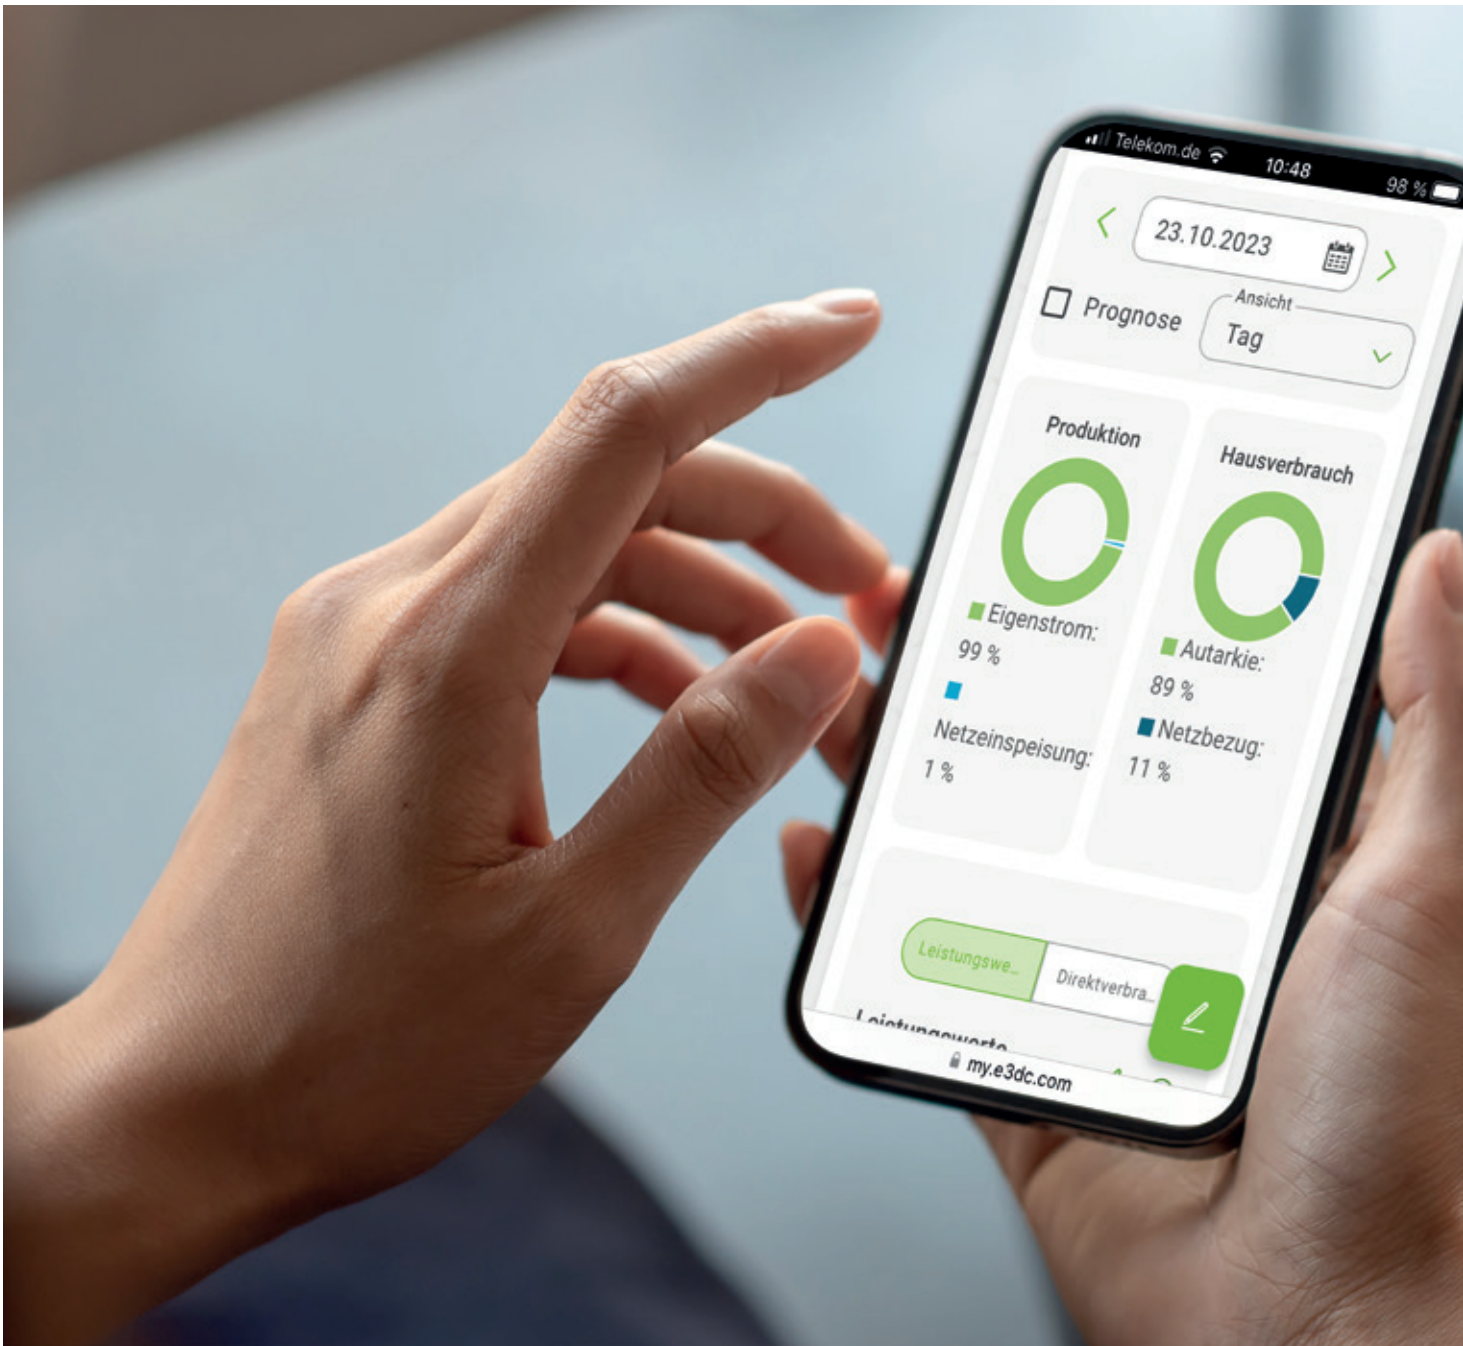 Telekom.de 10:48 98 %
23.10.2023
Ansicht
Prognose Tag
Produktion
Eigenstrom:
99 %
Netzeinspeisung:
1 %
Hausverbrauch
Autarkie:
89 %
Netzbezug:
11 %
Leistungswe... Direktverbra...
Leistungswerte
my.e3dc.com